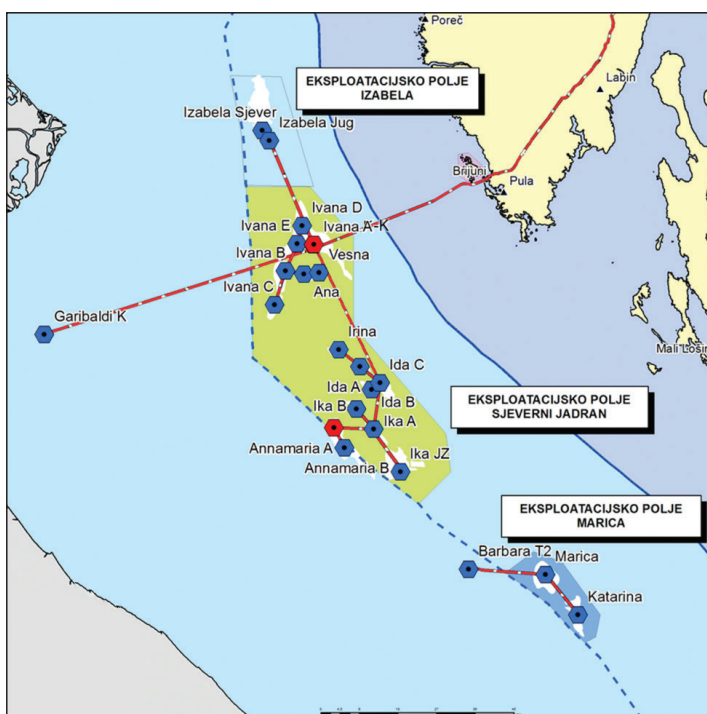 Poreč
EKSPLOATACIJSKO POLJE
IZABELA
Labin
Izabela Sjever
Izabela Jug
Brijuni
Pula
Ivana D
Ivana E
Ivana A-K
Ivana B
Vesna
Ivana C
Ana
Garibaldi K
Irina
Mali Lošinj
Ida C
Ida A
Ida B
Ika B
Ika A
EKSPLOATACIJSKO POLJE
SJEVERNI JADRAN
Annamaria A
Ika JZ
Annamaria B
EKSPLOATACIJSKO POLJE
MARICA
Barbara T2
Marica
Katarina